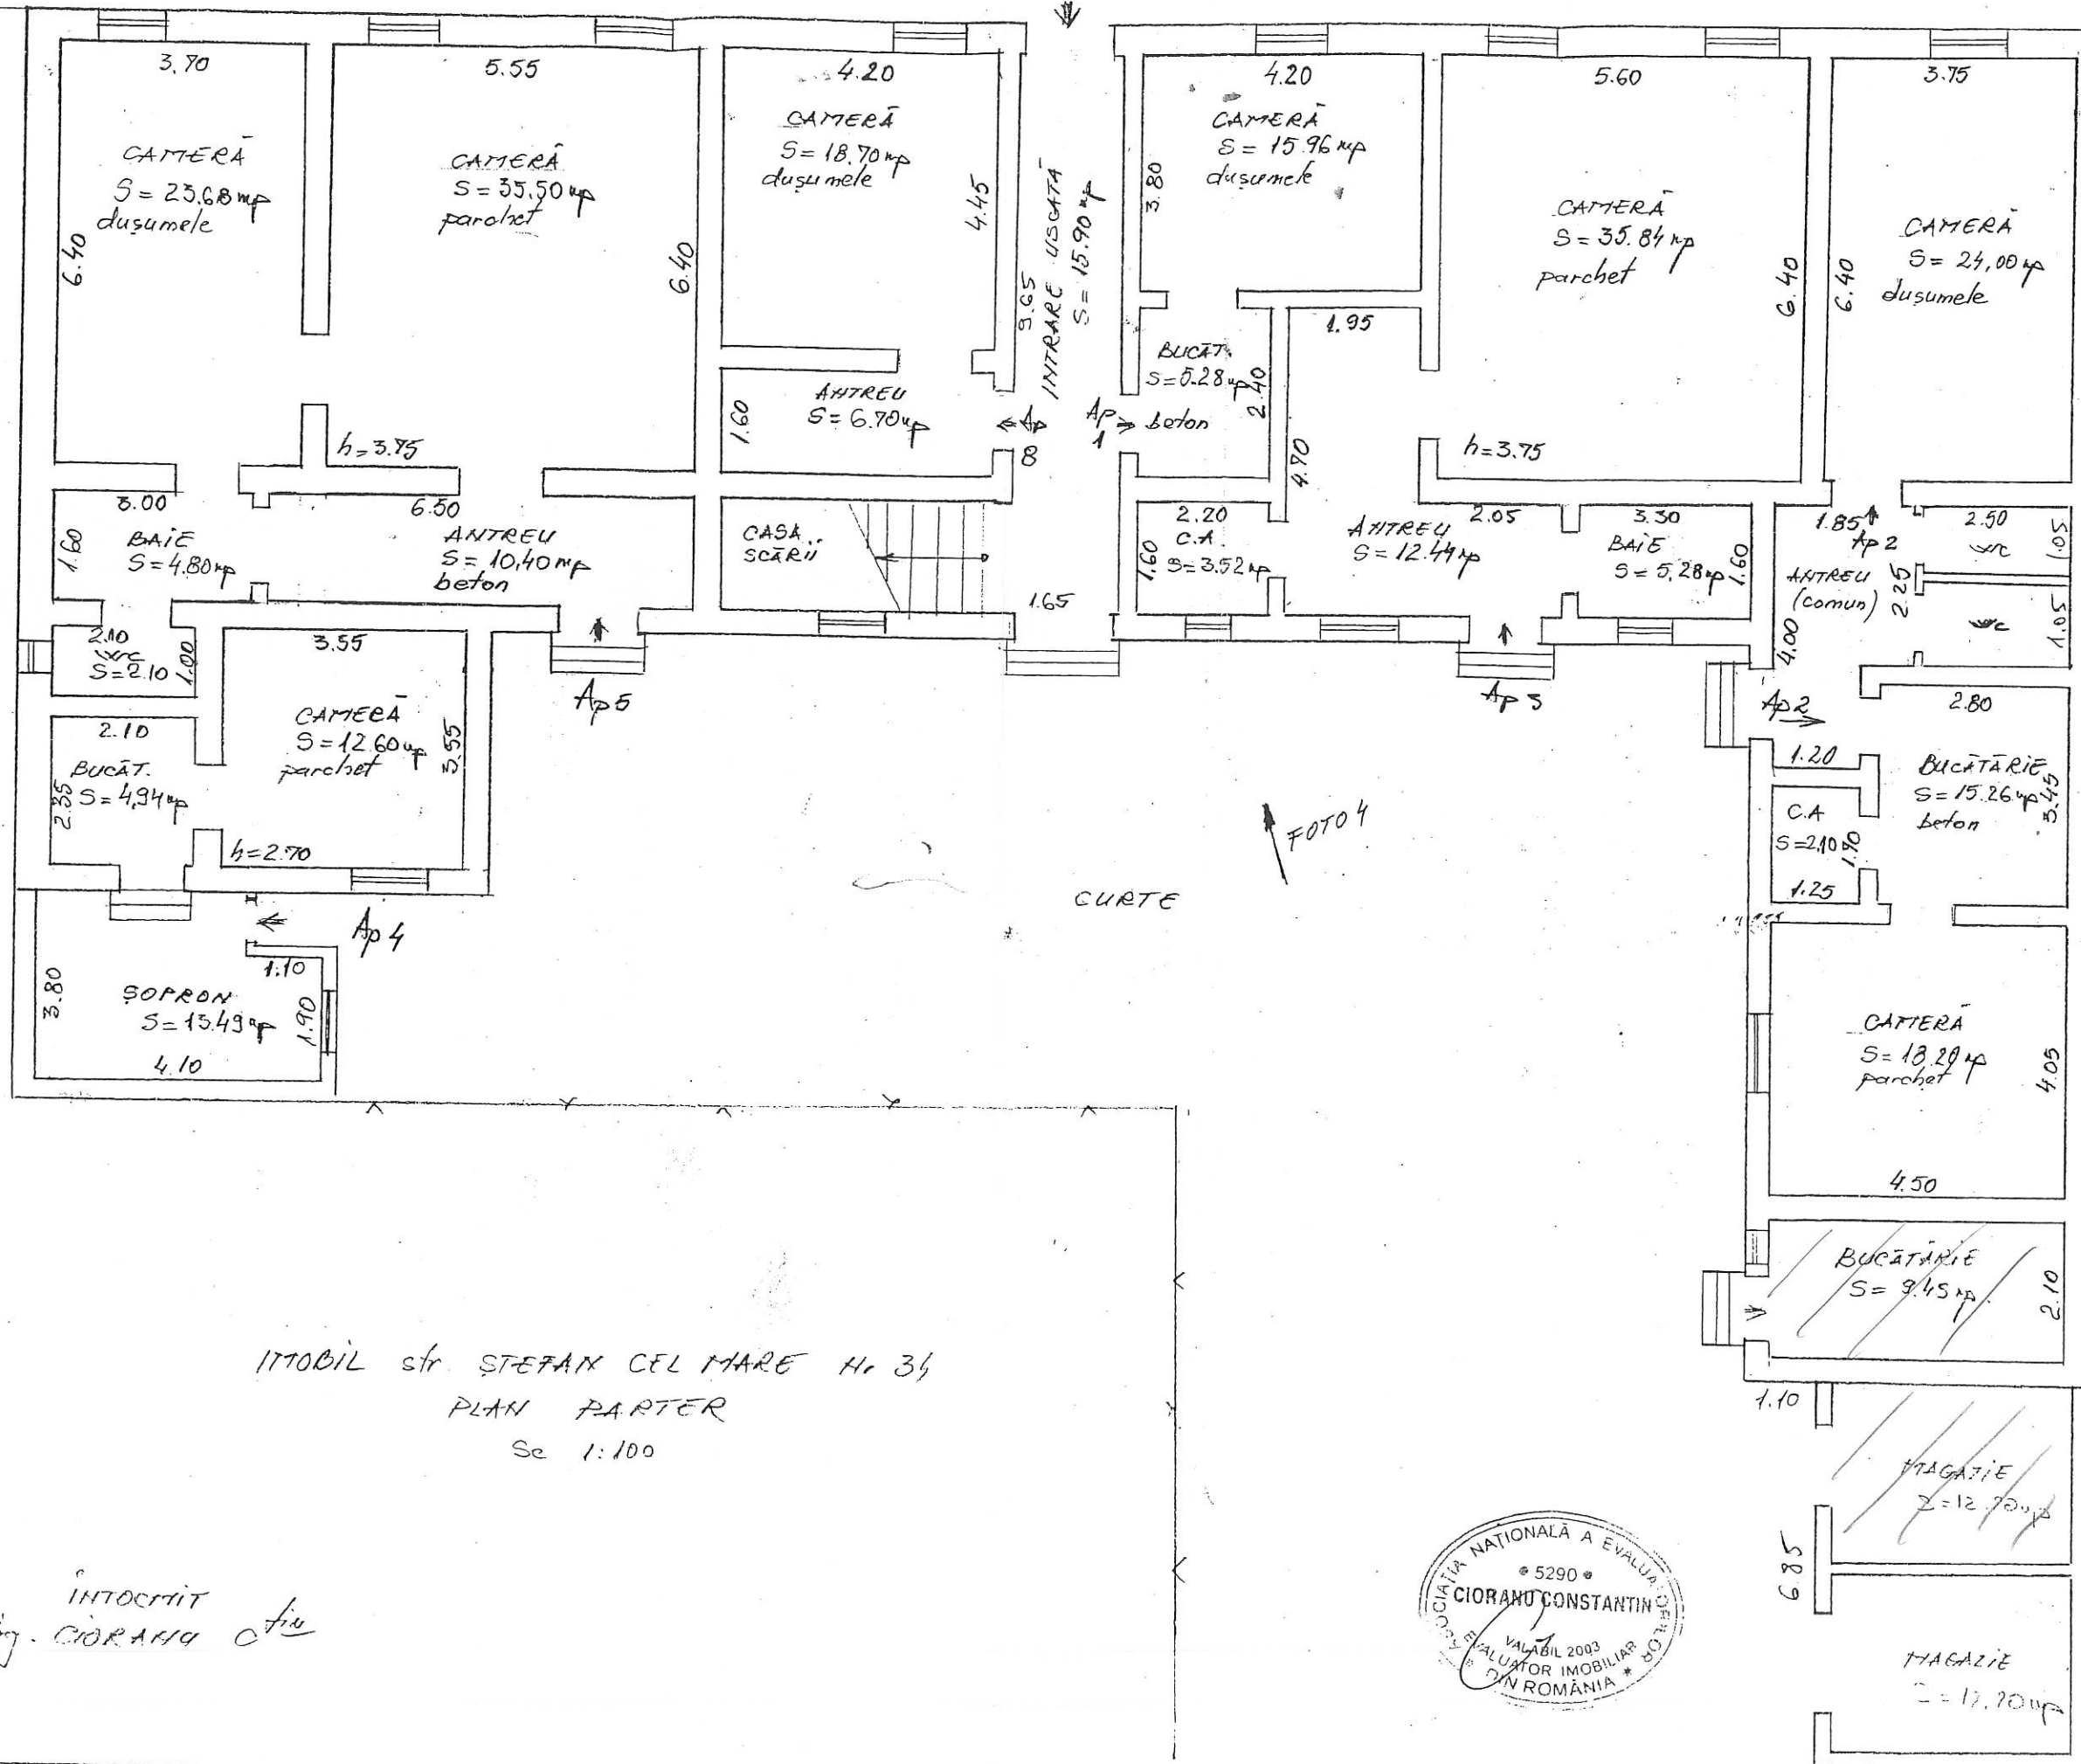 3.70
CAMERĂ
S=23,68 mp
dușumele
6.40
5.55
CAMERĂ
S=35,50 mp
parchet
6.40
h=3.75
4.20
CAMERĂ
S=18.70 mp
dușumele
4.45
ANTREU
S=6.70 mp
1.60
9.65
INTRARE USCATĂ
S=15.90 mp
Ap
8
Ap
1
4.20
CAMERĂ
S=15.96 mp
dușumele
3.80
BUCĂT.
S=5.28 mp
beton
2.40
1.95
4.70
5.60
CAMERĂ
S=35.84 mp
parchet
6.40
h=3.75
3.75
CAMERĂ
S=24,00 mp
dușumele
6.40
3.00
BAIE
S=4.80 mp
1.60
6.50
ANTREU
S=10,40 mp
beton
CASA
SCĂRII
1.65
2.20
C.A.
S=3.52 mp
1.60
ANTREU
S=12.44 mp
2.05
3.30
BAIE
S=5,28 mp
1.60
1.85
Ap 2
2.50
wc
1.05
ANTREU
(comun)
2.25
wc
1.05
4.00
2.10
wc
S=2.10
1.00
3.55
CAMERĂ
S=12.60 mp
parchet
3.55
h=2.70
Ap 5
Ap 3
Ap 2
2.80
1.20
BUCĂTĂRIE
S=15.26 mp
beton
3.45
C.A
S=2,10
1.70
1.25
2.10
BUCĂT.
S=4,94 mp
2.35
FOTO 4
CURTE
Ap 4
1.10
ȘOPRON
S=13.49 mp
3.80
1.90
4.10
CAMERĂ
S=18.20 mp
parchet
4.05
4.50
BUCĂTĂRIE
S=9.45 mp
2.10
1.10
MAGAZIE
6.85
MAGAZIE
IMOBIL str. ȘTEFAN CEL MARE Nr 34
PLAN PARTER
Sc 1:100
ÎNTOCMIT
CIORANU Ctin
ASOCIAȚIA NAȚIONALĂ A EVALUATORILOR
DIN ROMÂNIA
5290
CIORANU CONSTANTIN
VALABIL 2003
EVALUATOR IMOBILIAR